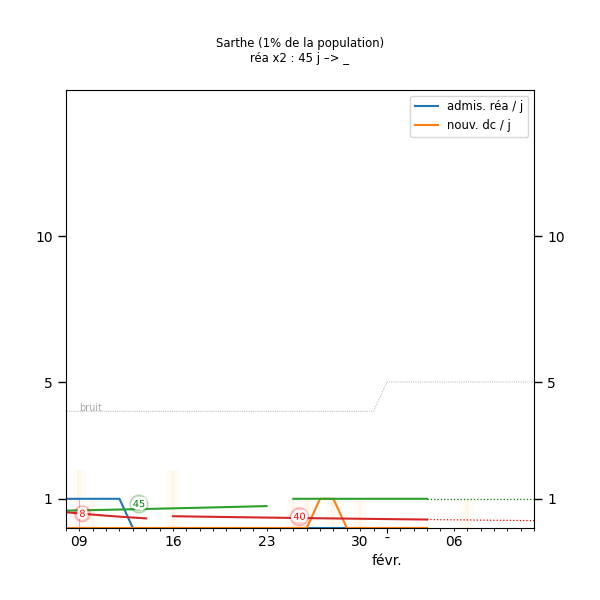 Sarthe (1% de la population)
réa x2 : 45 j –> _
admis. réa / j
nouv. dc / j
10 10
5 5
bruit
1 1
45
8
40
09 16 23 30 - 06
févr.